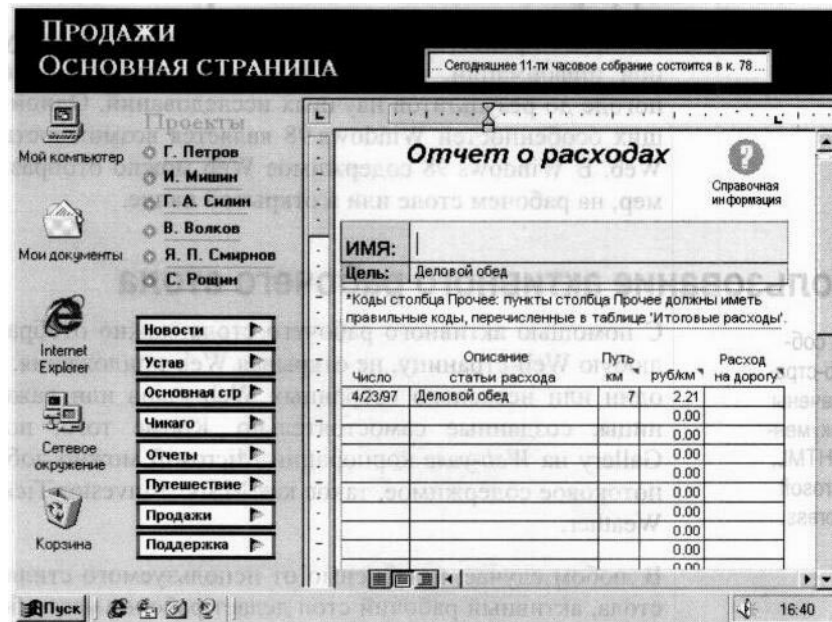 ПРОДАЖИ
ОСНОВНАЯ СТРАНИЦА
... Сегодняшнее 11-ти часовое собрание состоится в к. 78 ...
Мой компьютер
Мои документы
Internet
Explorer
Сетевое
окружение
Корзина
Проекты
Г. Петров
И. Мишин
Г. А. Силин
В. Волков
Я. П. Смирнов
С. Рощин
Новости
Устав
Основная стр
Чикаго
Отчеты
Путешествие
Продажи
Поддержка
Отчет о расходах
Справочная
информация
ИМЯ:
Цель: Деловой обед
*Коды столбца Прочее: пункты столбца Прочее должны иметь
правильные коды, перечисленные в таблице 'Итоговые расходы'.
Число Описание статьи расхода Путь км руб/км Расход на дорогу
4/23/97 Деловой обед 7 2.21
0.00
0.00
0.00
0.00
0.00
0.00
0.00
0.00
0.00
Пуск 16:40